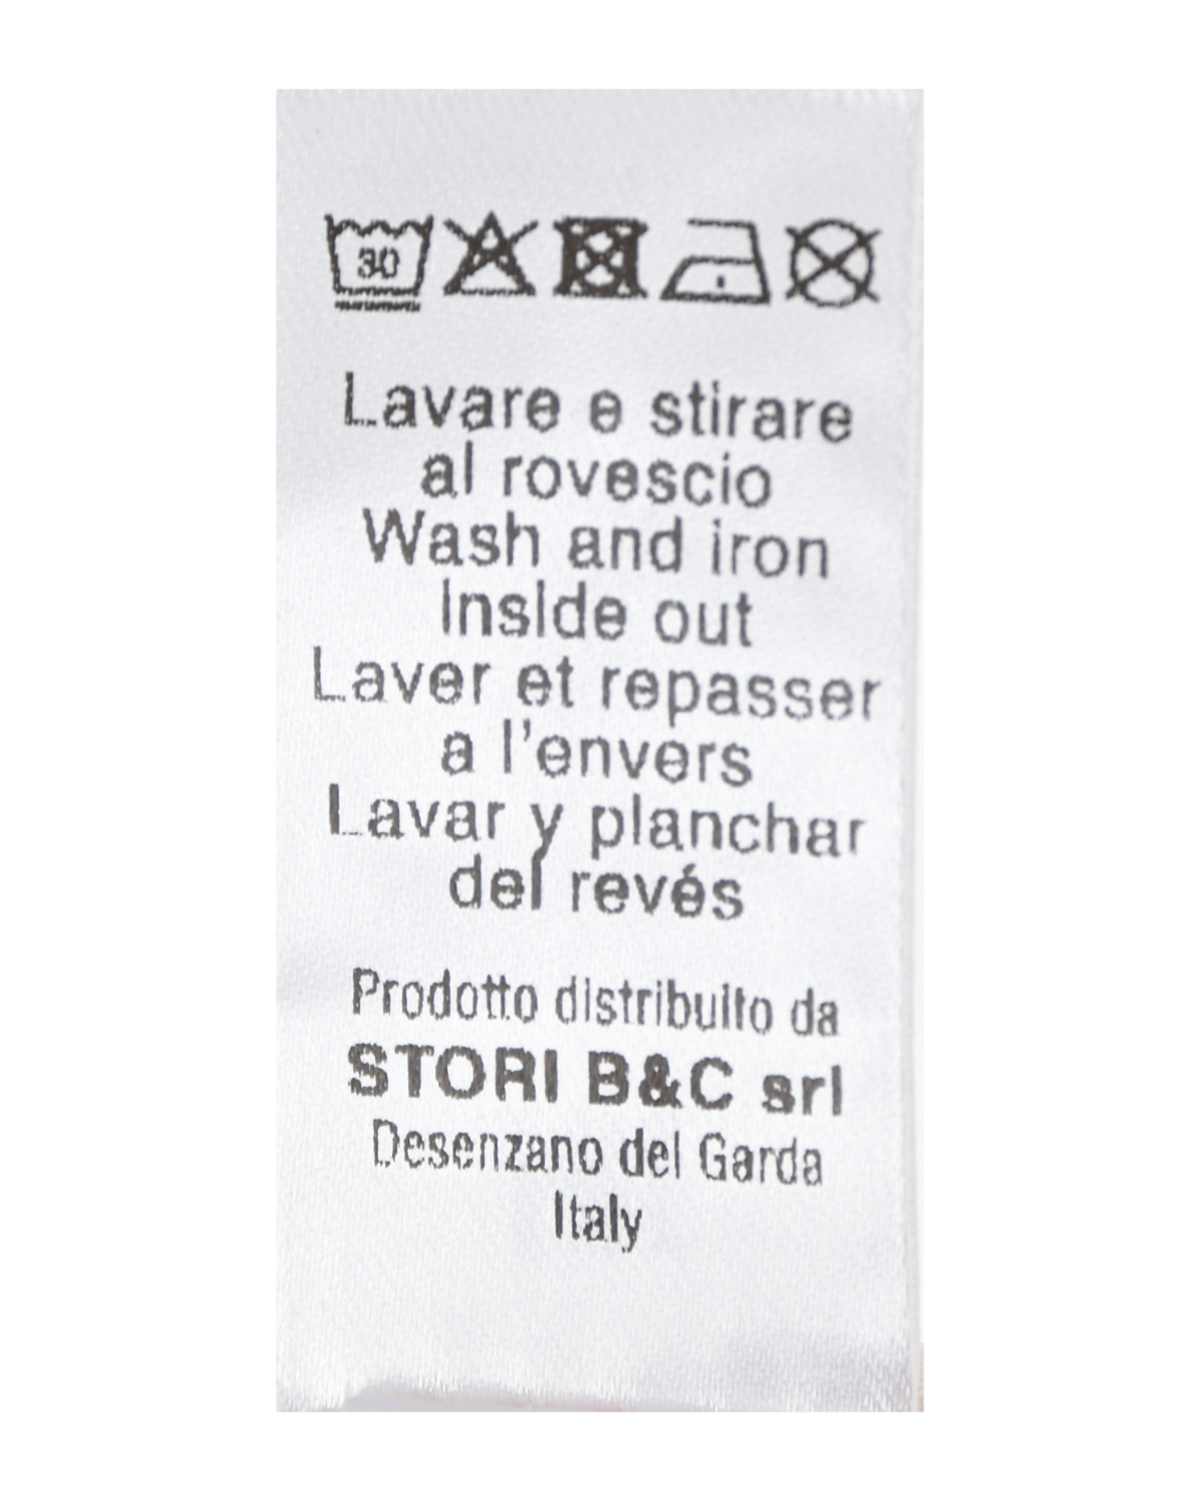 30
Lavare e stirare
al rovescio
Wash and iron
inside out
Laver et repasser
a l'envers
Lavar y planchar
del revés
Prodotto distribuito da
STORI B&C srl
Desenzano del Garda
Italy